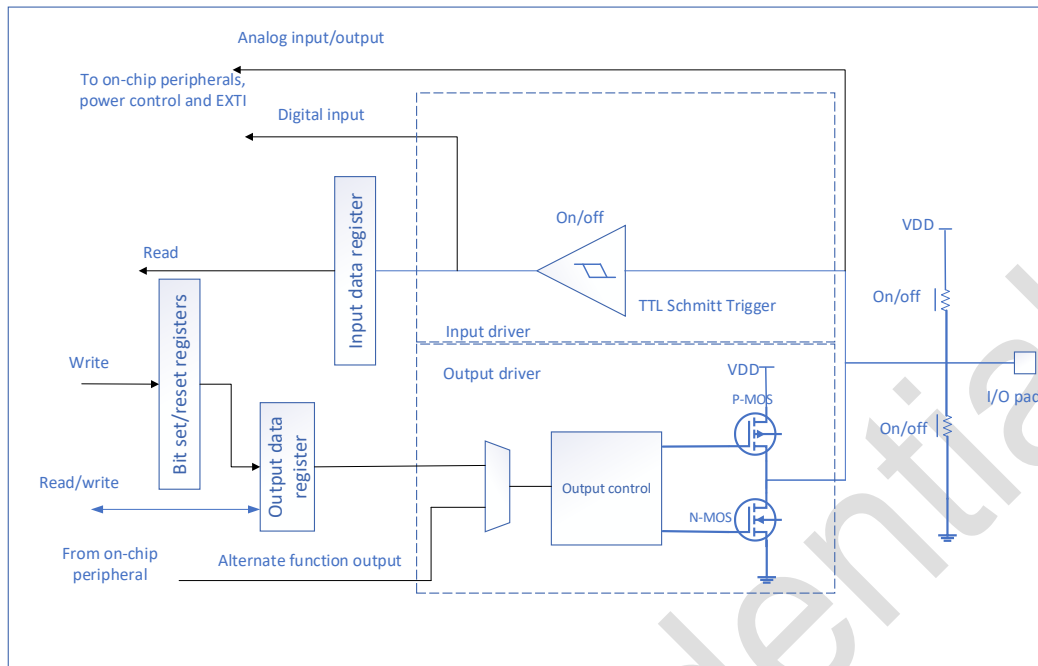 Analog input/output
To on-chip peripherals,
power control and EXTI
Digital input
Input data register
On/off
VDD
Read
TTL Schmitt Trigger
On/off
Input driver
Bit set/reset registers
Write
Output driver
VDD
P-MOS
I/O pad
On/off
Output data
register
Read/write
Output control
N-MOS
From on-chip
peripheral
Alternate function output